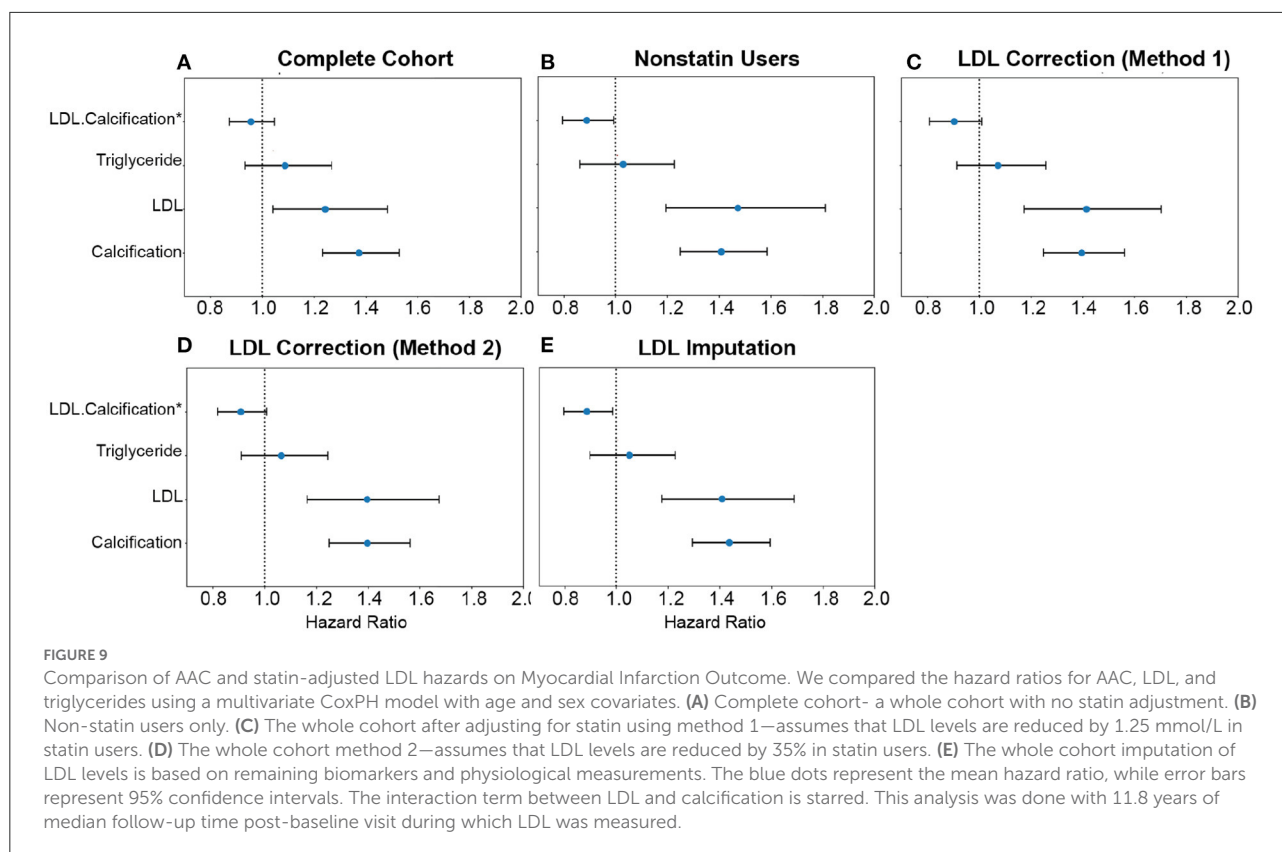 A Complete Cohort
B Nonstatin Users
C LDL Correction (Method 1)
LDL.Calcification*
Triglyceride
LDL
Calcification
0.8 1.0 1.2 1.4 1.6 1.8 2.0
0.8 1.0 1.2 1.4 1.6 1.8 2.0
0.8 1.0 1.2 1.4 1.6 1.8 2.0
D LDL Correction (Method 2)
E LDL Imputation
LDL.Calcification*
Triglyceride
LDL
Calcification
0.8 1.0 1.2 1.4 1.6 1.8 2.(
0.8 1.0 1.2 1.4 1.6 1.8 2.0
Hazard Ratio
Hazard Ratio
FIGURE 9
Comparison of AAC and statin-adjusted LDL hazards on Myocardial Infarction Outcome. We compared the hazard ratios for AAC, LDL, and
triglycerides using a multivariate CoxPH model with age and sex covariates. (A) Complete cohort- a whole cohort with no statin adjustment. (B)
Non-statin users only. (C) The whole cohort after adjusting for statin using method 1—assumes that LDL levels are reduced by 1.25 mmol/L in
statin users. (D) The whole cohort method 2—assumes that LDL levels are reduced by 35% in statin users. (E) The whole cohort imputation of
LDL levels is based on remaining biomarkers and physiological measurements. The blue dots represent the mean hazard ratio, while error bars
represent 95% confidence intervals. The interaction term between LDL and calcification is starred. This analysis was done with 11.8 years of
median follow-up time post-baseline visit during which LDL was measured.